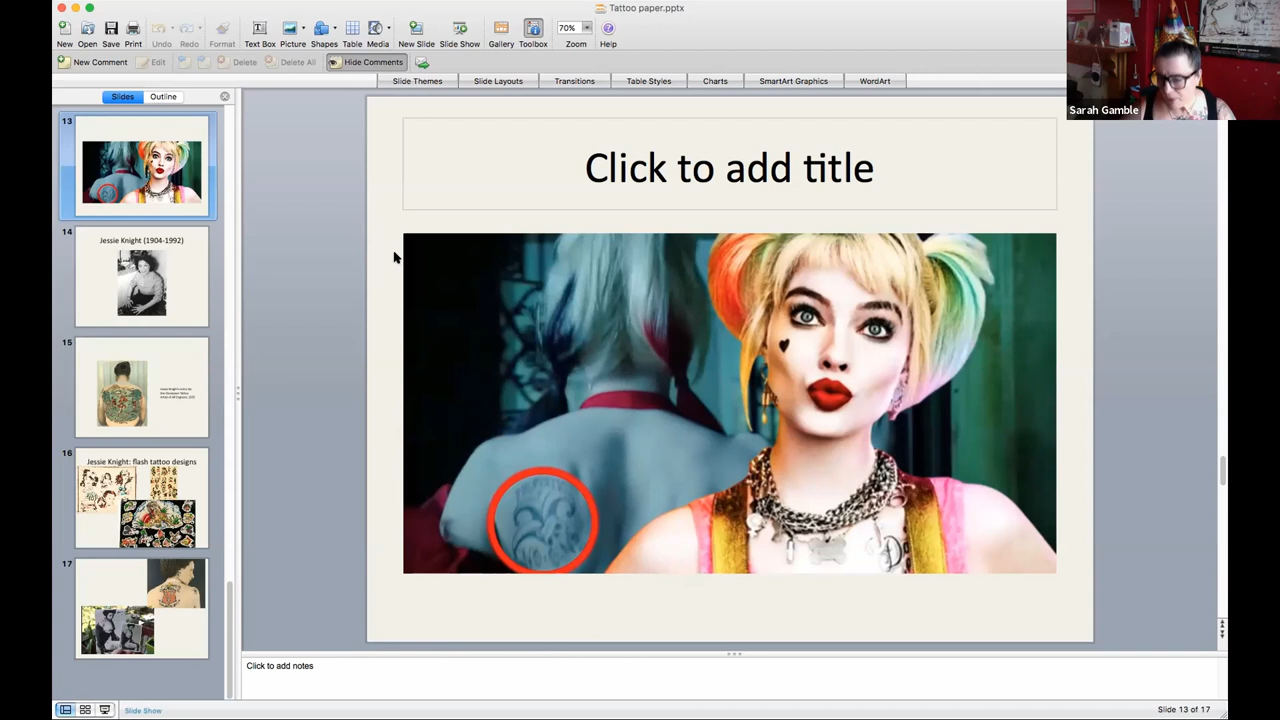 Tattoo paper.pptx
New Open Save Print Undo Redo Format Text Box Picture Shapes Table Media New Slide Slide Show Gallery Toolbox Zoom Help
70%
New Comment Edit Delete Delete All Hide Comments
Slide Themes Slide Layouts Transitions Table Styles Charts SmartArt Graphics WordArt
Slides Outline
Sarah Gamble
13
Click to add title
14
Jessie Knight (1904-1992)
15
16
Jessie Knight: flash tattoo designs
17
Click to add notes
Slide Show
Slide 13 of 17